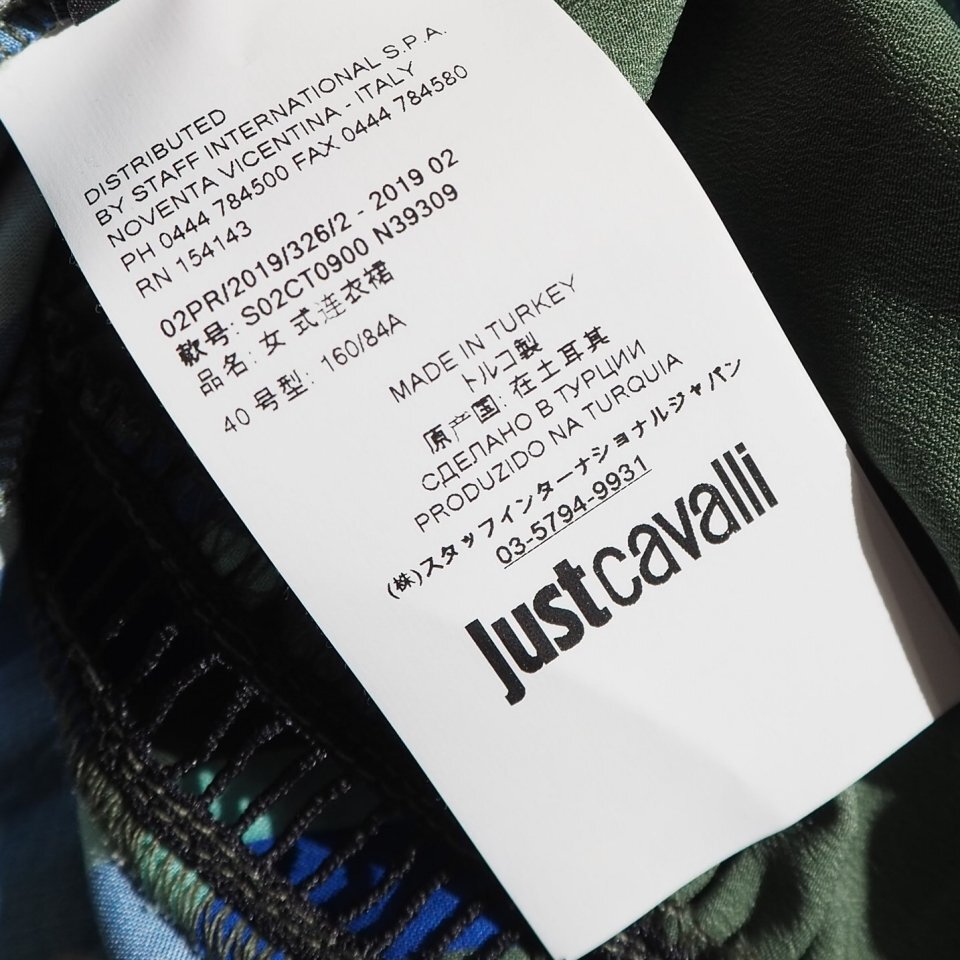 DISTRIBUTED
BY STAFF INTERNATIONAL S.P.A.
NOVENTA VICENTINA - ITALY
PH 0444 784500 FAX 0444 784580
RN 154143
02PR/2019/326/2 - 2019 02
款号: S02CT0900 N39309
品名: 女 式连衣裙
40 号型: 160/84A
MADE IN TURKEY
トルコ製
原产国: 在土耳其
СДЕЛАНО В ТУРЦИИ
PRODUZIDO NA TURQUIA
(株)スタッフインターナショナルジャパン
03-5794-9931
justcavalli